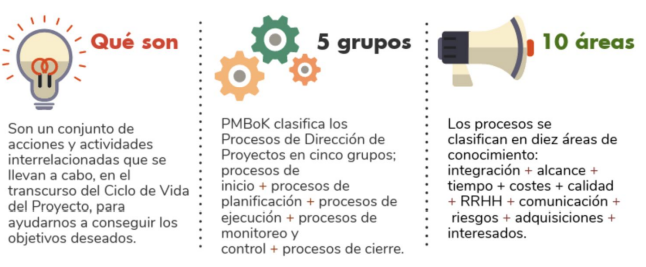 Qué son
Son un conjunto de
acciones y actividades
interrelacionadas que se
llevan a cabo, en el
transcurso del Ciclo de Vida
del Proyecto, para
ayudarnos a conseguir los
objetivos deseados.
5 grupos
PMBoK clasifica los
Procesos de Dirección de
Proyectos en cinco grupos;
procesos de
inicio + procesos de
planificación + procesos de
ejecución + procesos de
monitoreo y
control + procesos de cierre.
10 áreas
Los procesos se
clasifican en diez áreas de
conocimiento:
integración + alcance +
tiempo + costes + calidad
+ RRHH + comunicación +
riesgos + adquisiciones +
interesados.